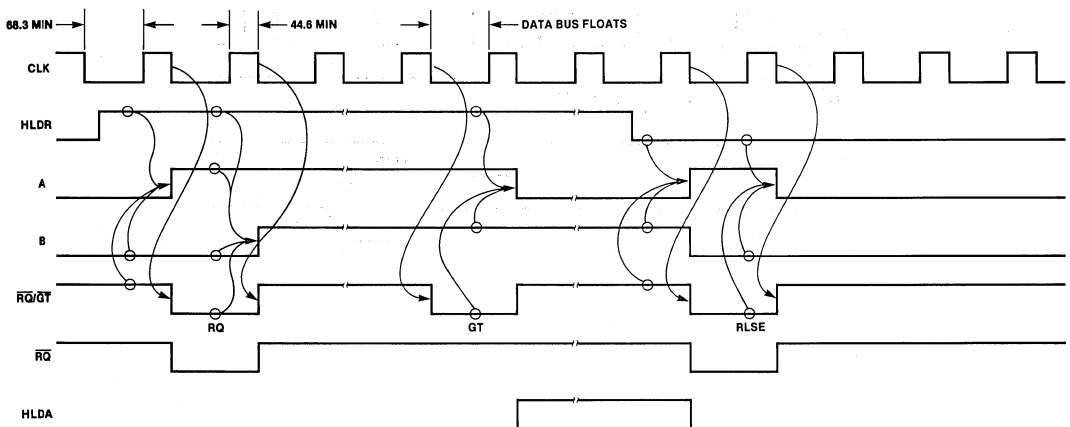 68.3 MIN
44.6 MIN
DATA BUS FLOATS
CLK
HLDR
A
B
RQ/GT
RQ
GT
RLSE
RQ
HLDA